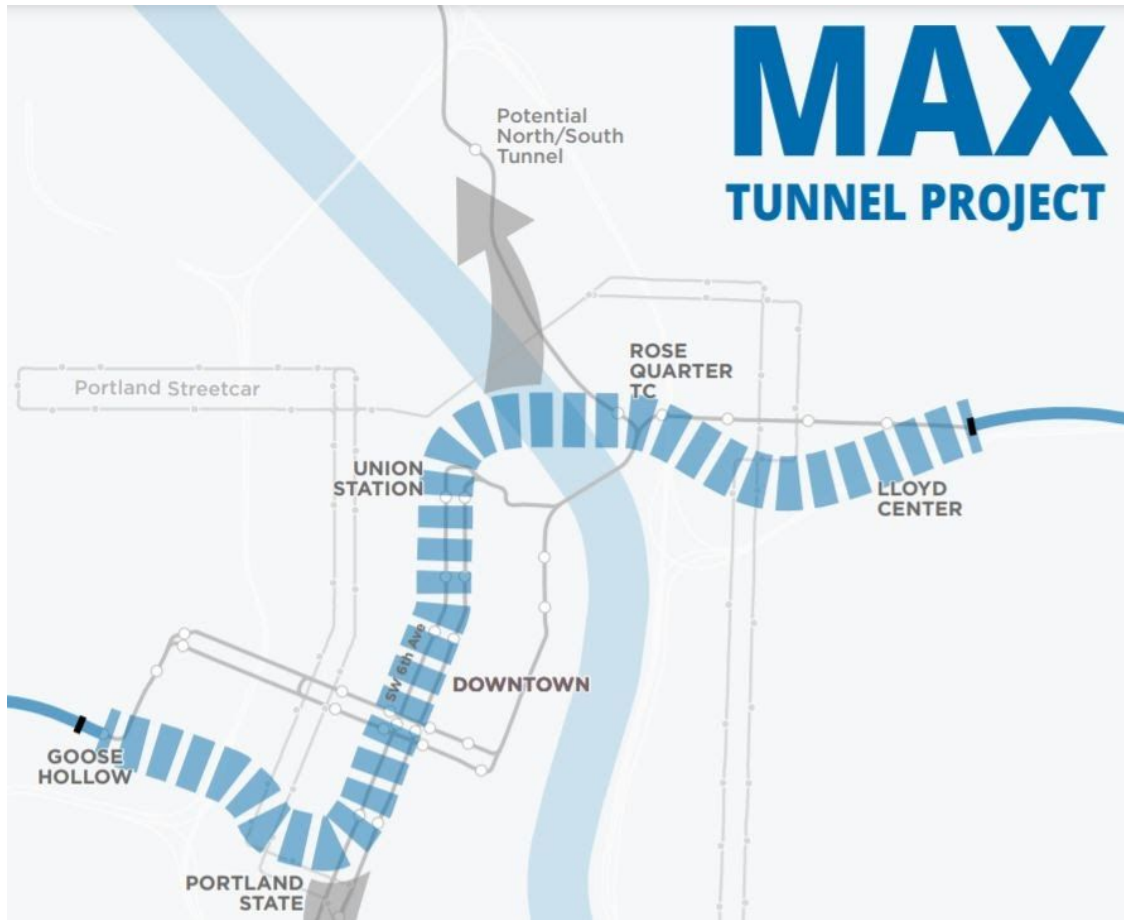 MAX
TUNNEL PROJECT
Potential
North/South
Tunnel
ROSE
QUARTER
TC
Portland Streetcar
UNION
STATION
LLOYD
CENTER
SW 6th Ave
DOWNTOWN
GOOSE
HOLLOW
PORTLAND
STATE